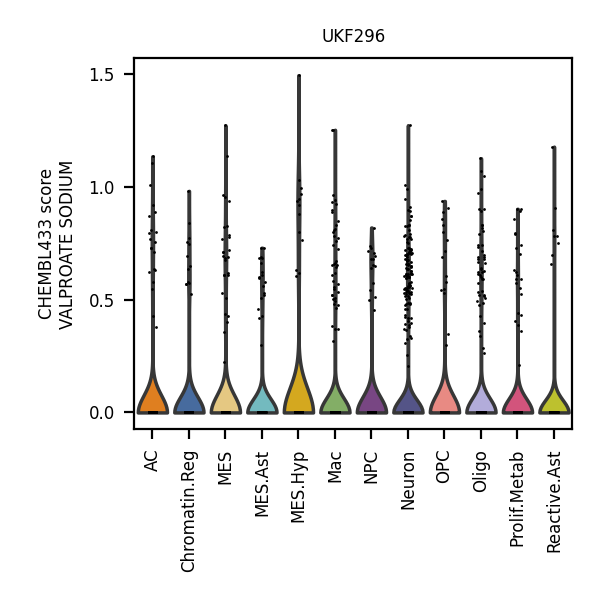 UKF296
CHEMBL433 score
VALPROATE SODIUM
1.5
1.0
0.5
0.0
AC
Chromatin.Reg
MES
MES.Ast
MES.Hyp
Mac
NPC
Neuron
OPC
Oligo
Prolif.Metab
Reactive.Ast